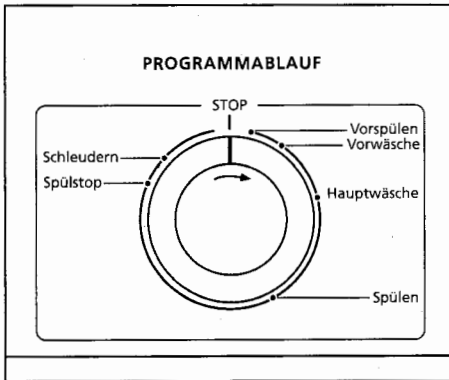 PROGRAMMABLAUF
STOP
Vorspülen
Vorwäsche
Schleudern
Spülstop
Hauptwäsche
Spülen